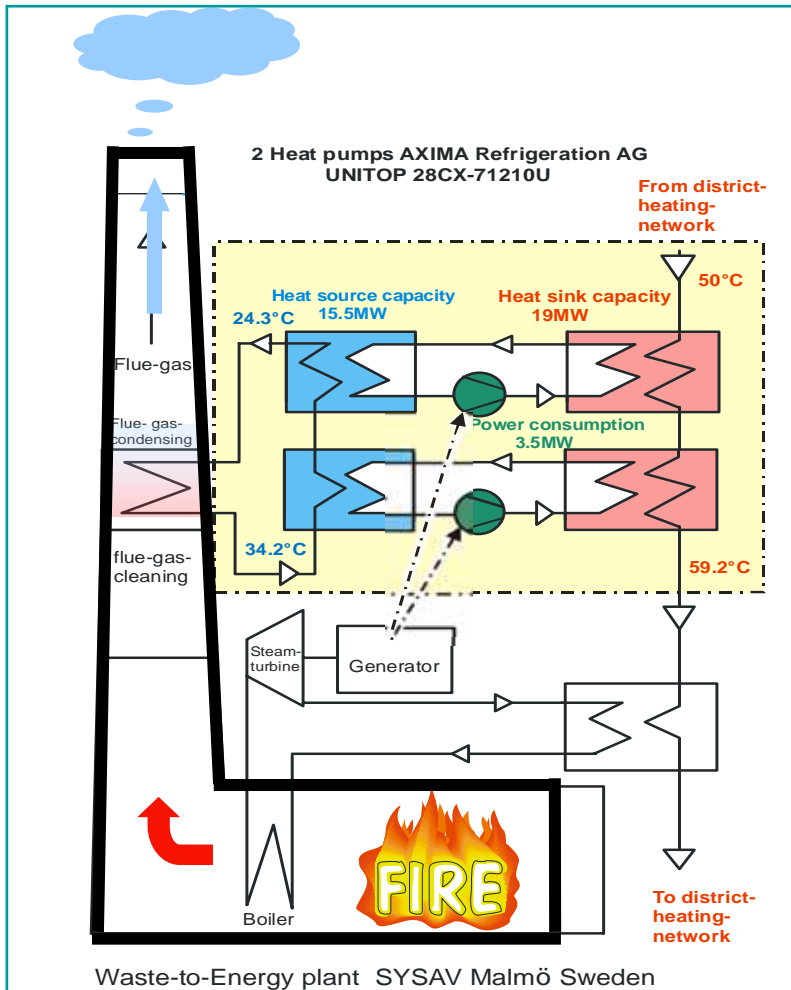 2 Heat pumps AXIMA Refrigeration AG
UNITOP 28CX-71210U
From district-
heating-
network
50°C
Heat source capacity
15.5MW
Heat sink capacity
19MW
24.3°C
Flue-gas
Flue- gas-
condensing
Power consumption
3.5MW
34.2°C
59.2°C
flue-gas-
cleaning
Steam-
turbine
Generator
FIRE
Boiler
To district-
heating-
network
Waste-to-Energy plant SYSAV Malmö Sweden